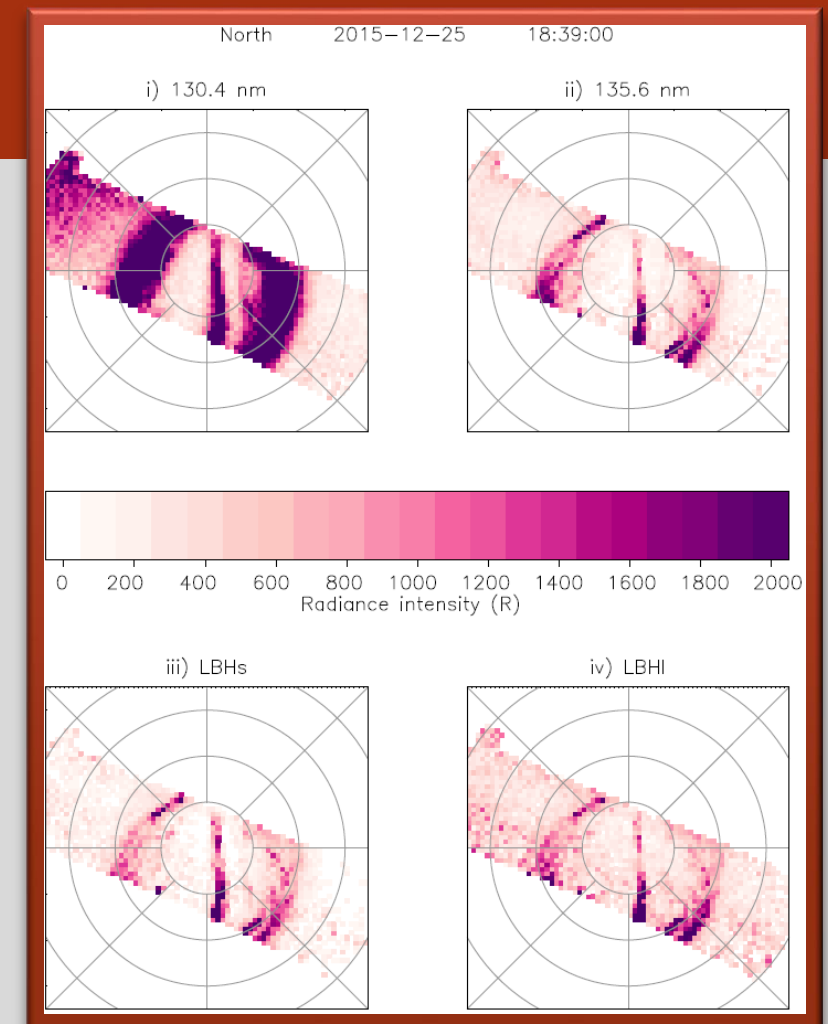 North 2015-12-25 18:39:00
i) 130.4 nm
ii) 135.6 nm
0 200 400 600 800 1000 1200 1400 1600 1800 2000
Radiance intensity (R)
iii) LBHs
iv) LBHl